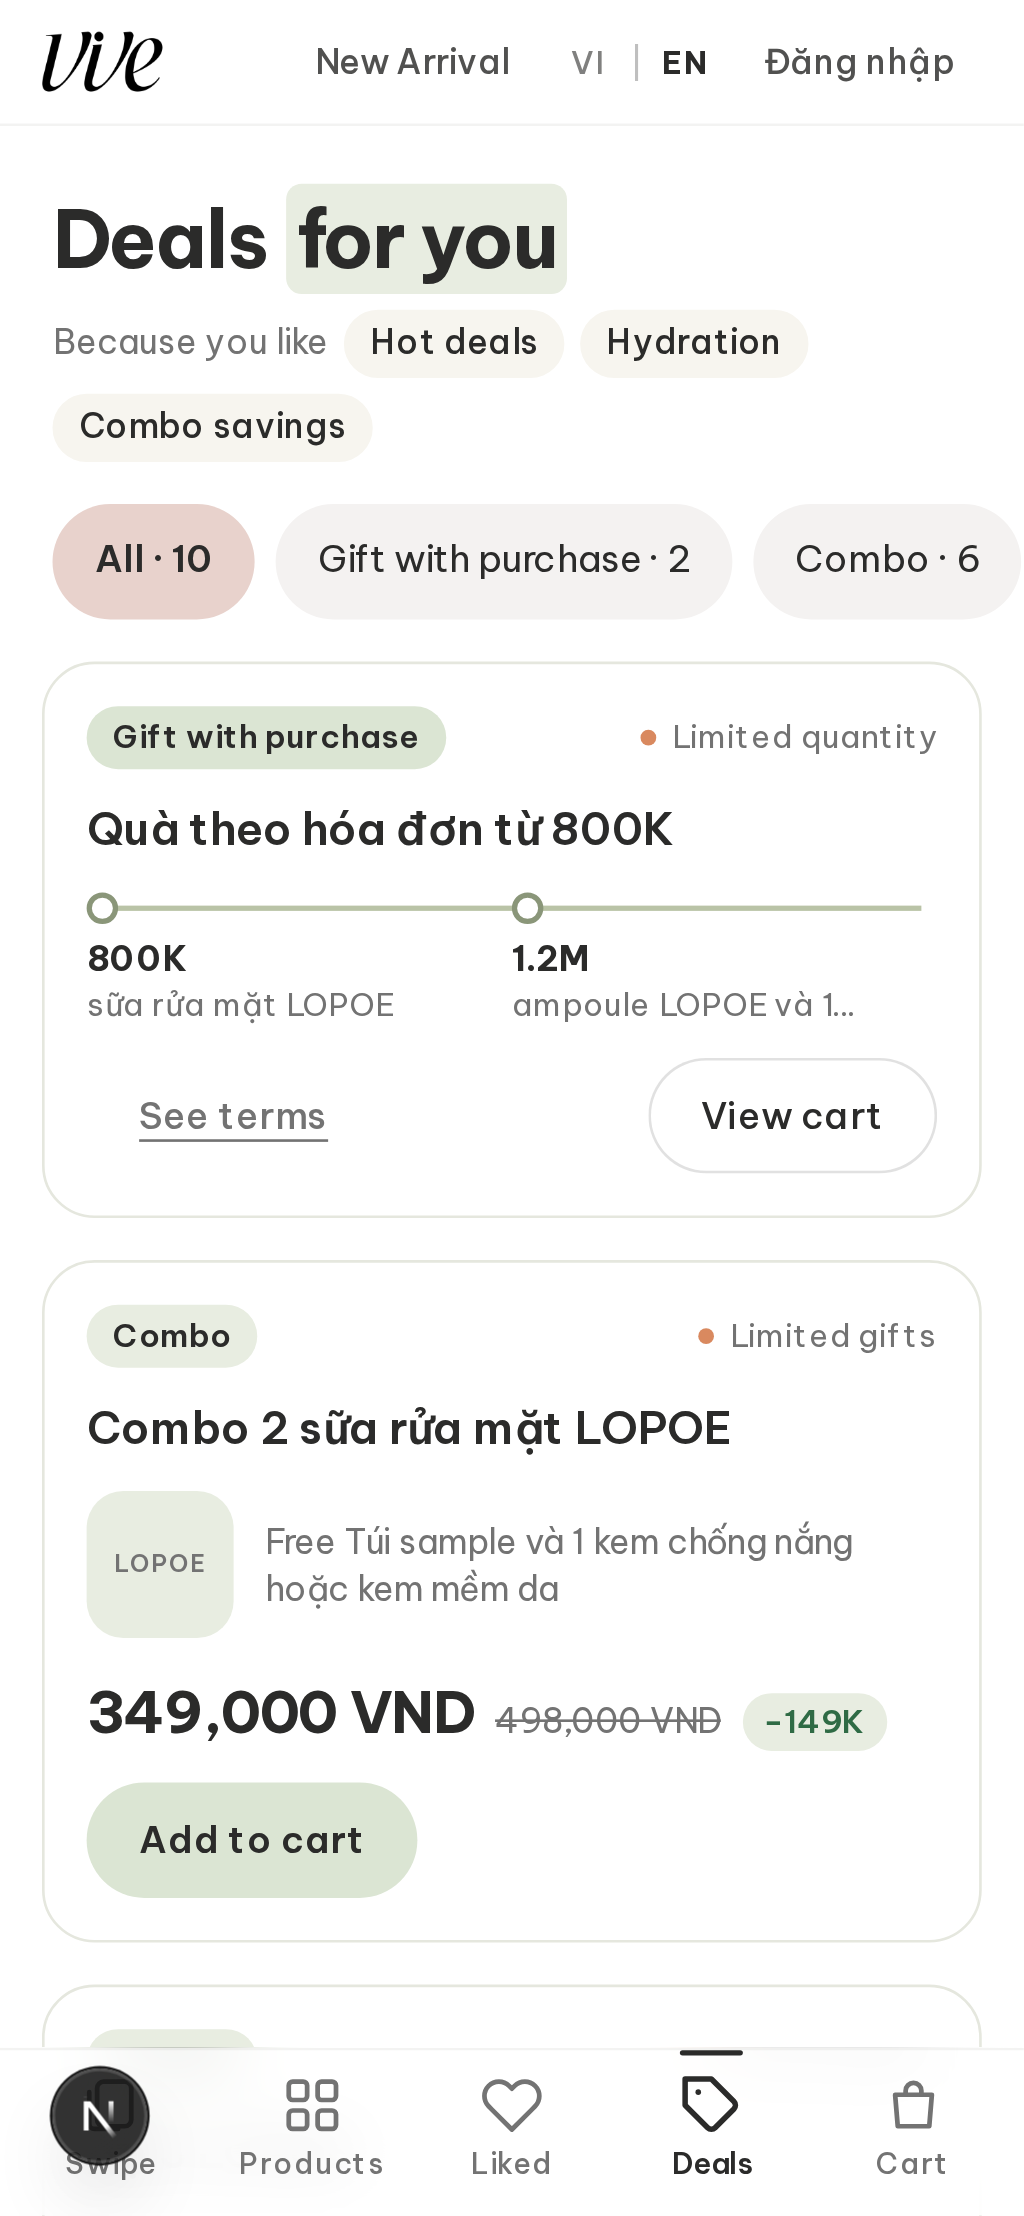 ViVe
New Arrival VI | EN Đăng nhập
Deals for you
Because you like Hot deals Hydration
Combo savings
All · 10 Gift with purchase · 2 Combo · 6
Gift with purchase Limited quantity
Quà theo hóa đơn từ 800K
800K 1.2M
sữa rửa mặt LOPOE ampoule LOPOE và 1...
See terms View cart
Combo Limited gifts
Combo 2 sữa rửa mặt LOPOE
LOPOE
Free Túi sample và 1 kem chống nắng
hoặc kem mềm da
349,000 VND 498,000 VND -149K
Add to cart
N
Swipe Products Liked Deals Cart